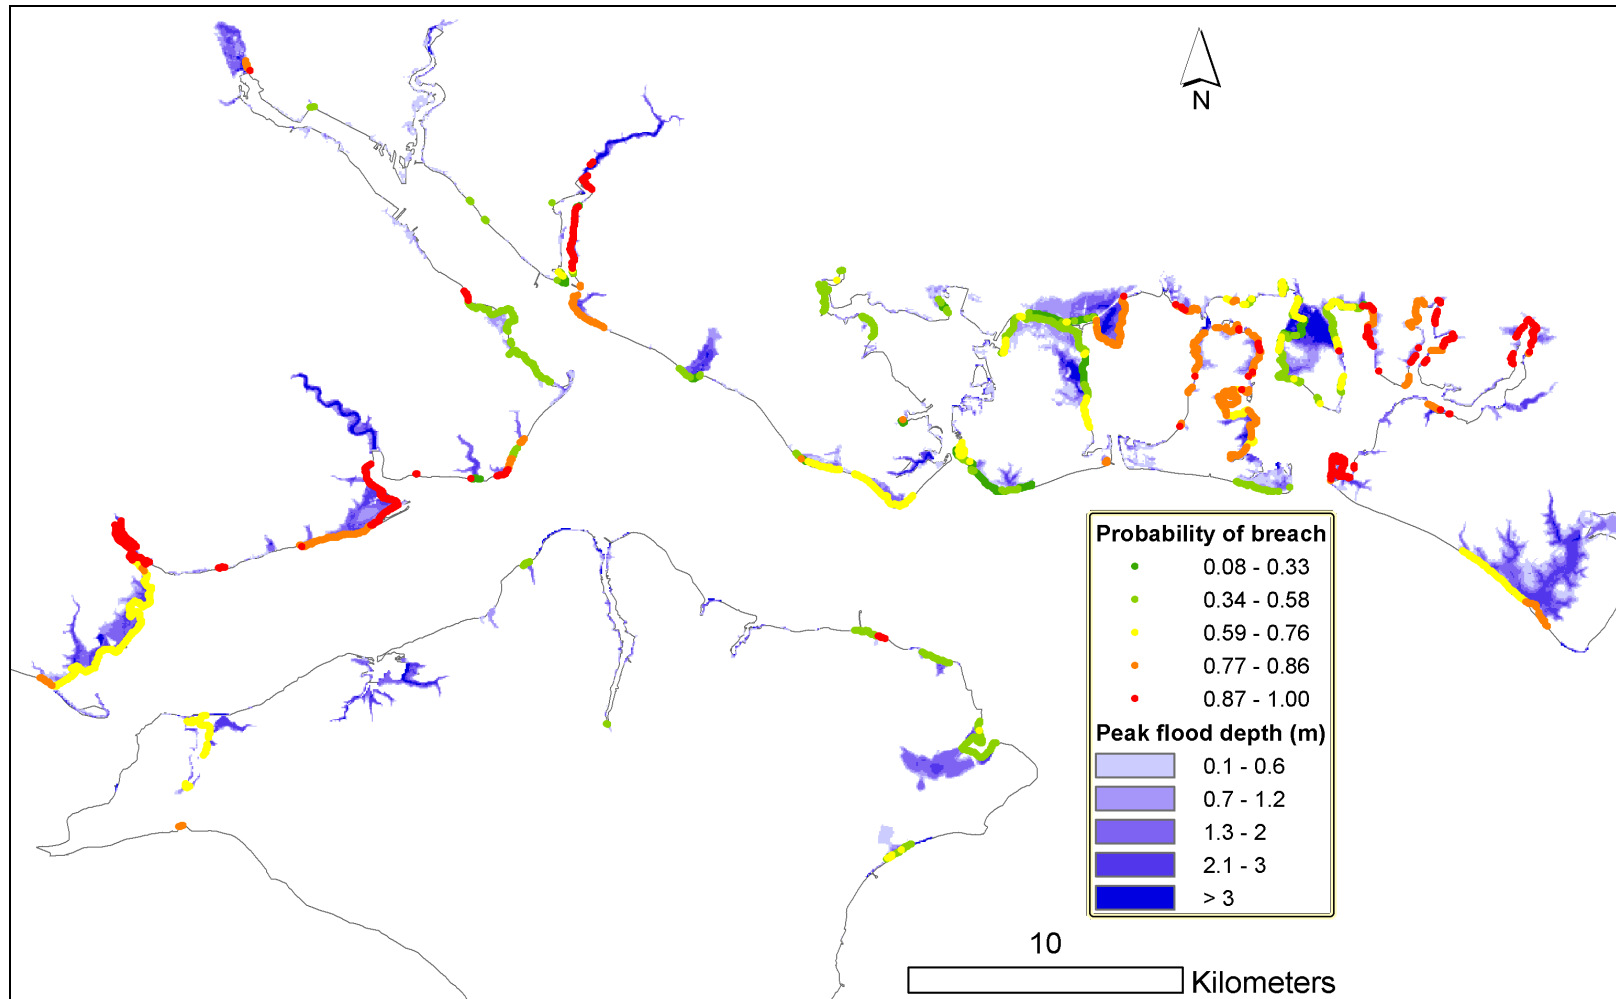 N
Probability of breach
0.08 - 0.33
0.34 - 0.58
0.59 - 0.76
0.77 - 0.86
0.87 - 1.00
Peak flood depth (m)
0.1 - 0.6
0.7 - 1.2
1.3 - 2
2.1 - 3
> 3
10
Kilometers